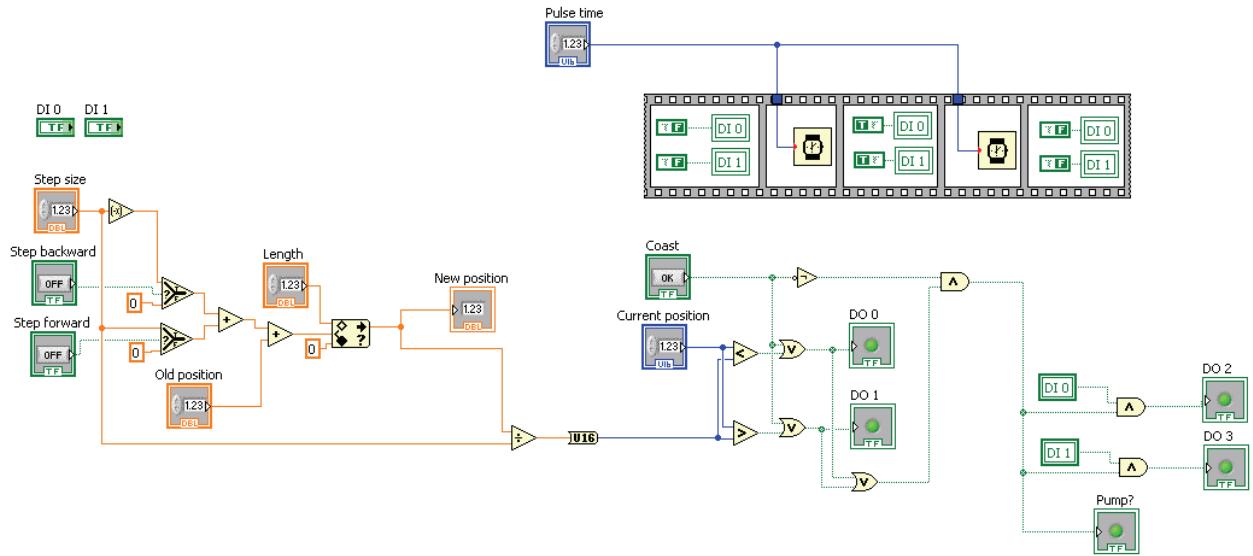 Pulse time
1.23
U16
DI 0 DI 1
TF TF
T F DI 0 T F DI 0 T F DI 0
T F DI 1 T F DI 1 T F DI 1
Step size
1.23
DBL
-x
Step backward
OFF
TF
Length
1.23
DBL
New position
1.23
DBL
Coast
OK
TF
0
? T F
Step forward
OFF
TF
+
+
0
?
0
? T F
Old position
1.23
DBL
Current position
1.23
U16
DO 0
TF
DO 1
TF
DI 0
DO 2
TF
DI 1
DO 3
TF
÷
U16
<
>
V
V
V
Λ
Λ
Λ
¬
Pump?
TF